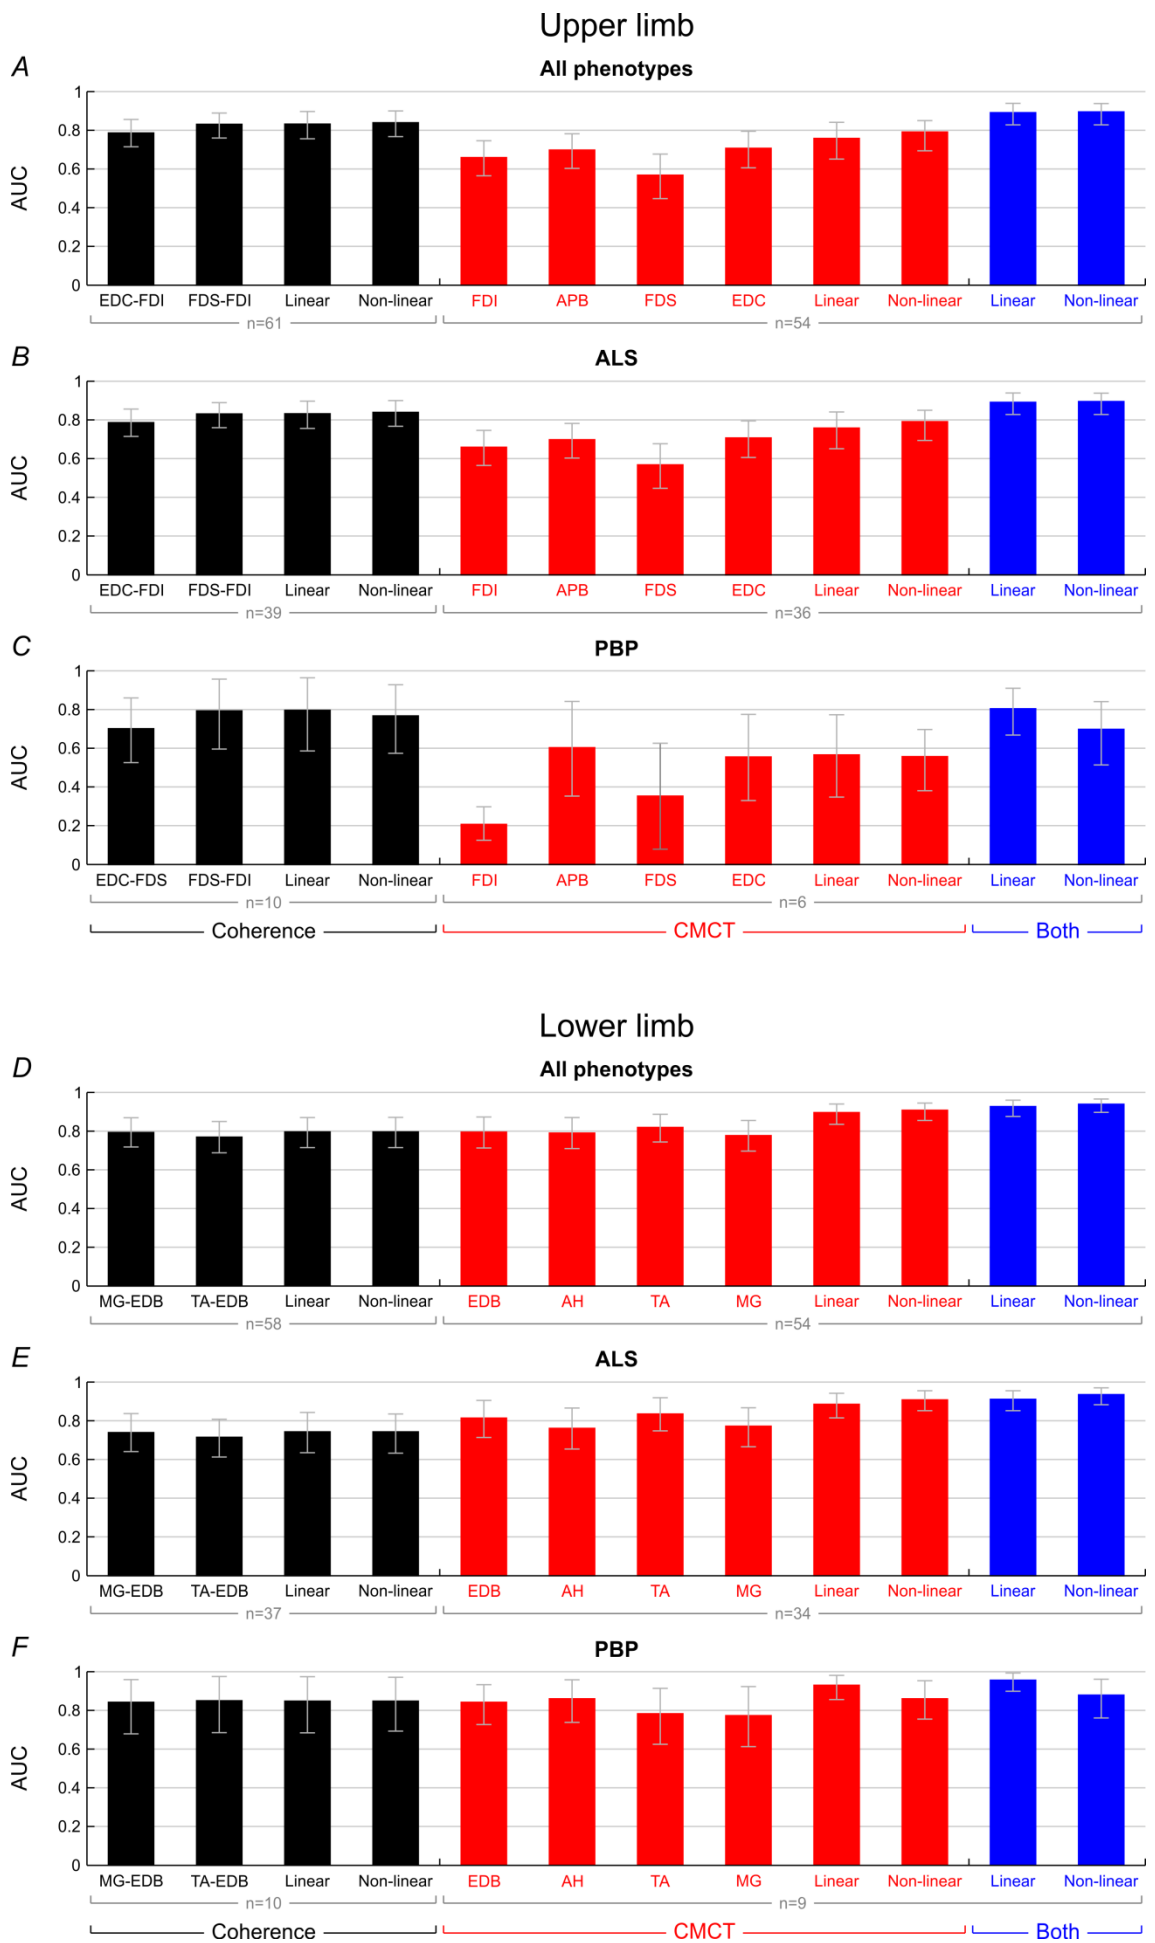 Upper limb
A
All phenotypes
1
0.8
0.6
0.4
0.2
0
AUC
EDC-FDI FDS-FDI Linear Non-linear FDI APB FDS EDC Linear Non-linear Linear Non-linear
n=61 n=54
B
ALS
1
0.8
0.6
0.4
0.2
0
AUC
EDC-FDI FDS-FDI Linear Non-linear FDI APB FDS EDC Linear Non-linear Linear Non-linear
n=39 n=36
C
PBP
1
0.8
0.6
0.4
0.2
0
AUC
EDC-FDS FDS-FDI Linear Non-linear FDI APB FDS EDC Linear Non-linear Linear Non-linear
n=10 n=6
Coherence CMCT Both
Lower limb
D
All phenotypes
1
0.8
0.6
0.4
0.2
0
AUC
MG-EDB TA-EDB Linear Non-linear EDB AH TA MG Linear Non-linear Linear Non-linear
n=58 n=54
E
ALS
1
0.8
0.6
0.4
0.2
0
AUC
MG-EDB TA-EDB Linear Non-linear EDB AH TA MG Linear Non-linear Linear Non-linear
n=37 n=34
F
PBP
1
0.8
0.6
0.4
0.2
0
AUC
MG-EDB TA-EDB Linear Non-linear EDB AH TA MG Linear Non-linear Linear Non-linear
n=10 n=9
Coherence CMCT Both